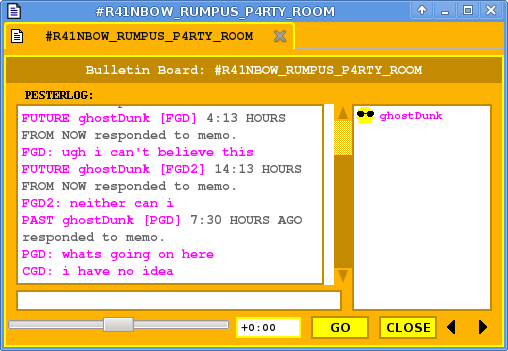 #R41NBOW_RUMPUS_P4RTY_ROOM
#R41NBOW_RUMPUS_P4RTY_ROOM
Bulletin Board: #R41NBOW_RUMPUS_P4RTY_ROOM
PESTERLOG:
FUTURE ghostDunk [FGD] 4:13 HOURS
FROM NOW responded to memo.
FGD: ugh i can't believe this
FUTURE ghostDunk [FGD2] 14:13 HOURS
FROM NOW responded to memo.
FGD2: neither can i
PAST ghostDunk [PGD] 7:30 HOURS AGO
responded to memo.
PGD: whats going on here
CGD: i have no idea
ghostDunk
+0:00
GO
CLOSE